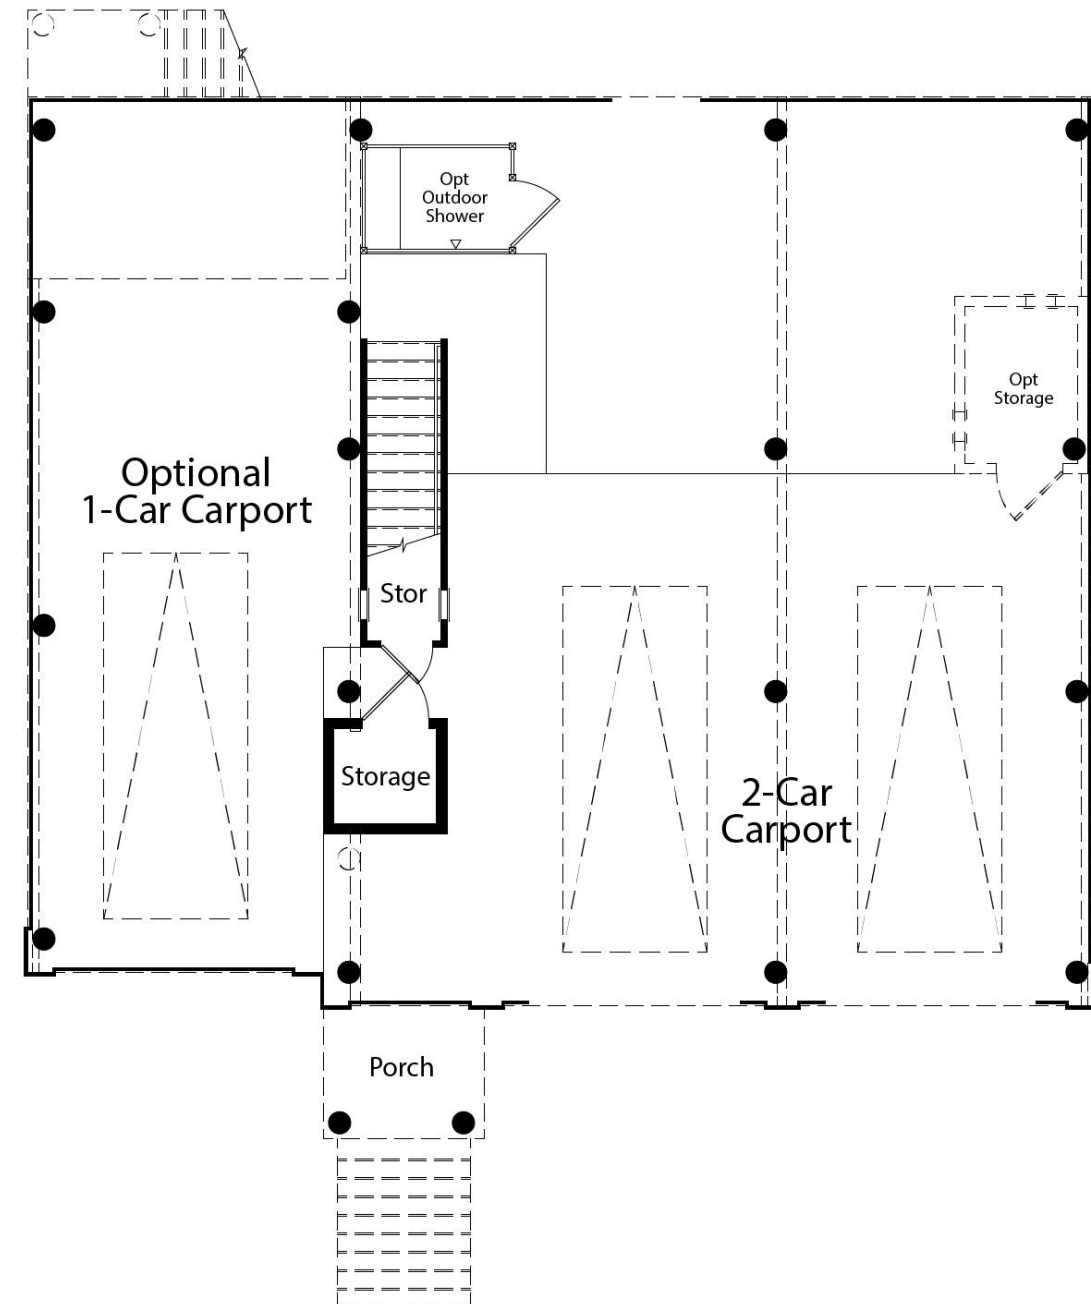 Opt
Outdoor
Shower
Opt
Storage
Optional
1-Car Carport
Stor
Storage
2-Car
Carport
Porch